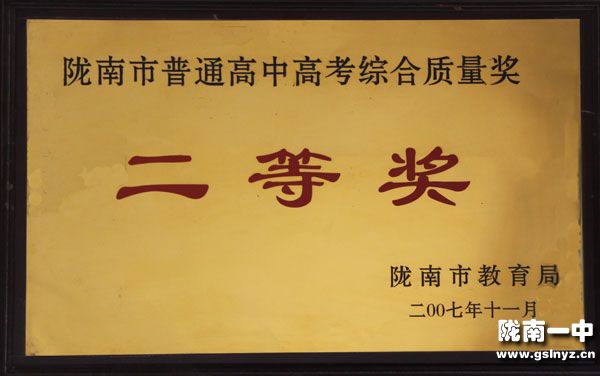 陇南市普通高中高考综合质量奖
二等奖
陇南市教育局
二00七年十一月
陇南一中
www.gslnyz.cn